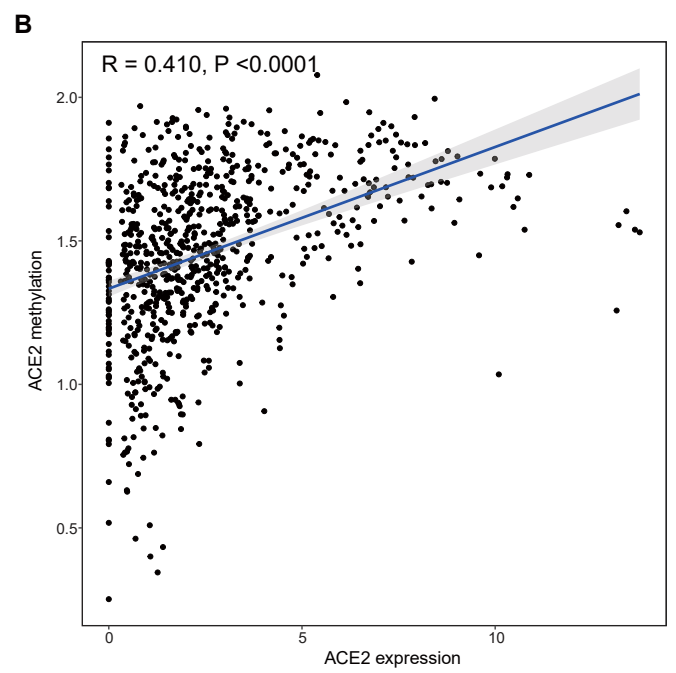 B
R = 0.410, P <0.0001
2.0
1.5
1.0
0.5
ACE2 methylation
0 5 10
ACE2 expression